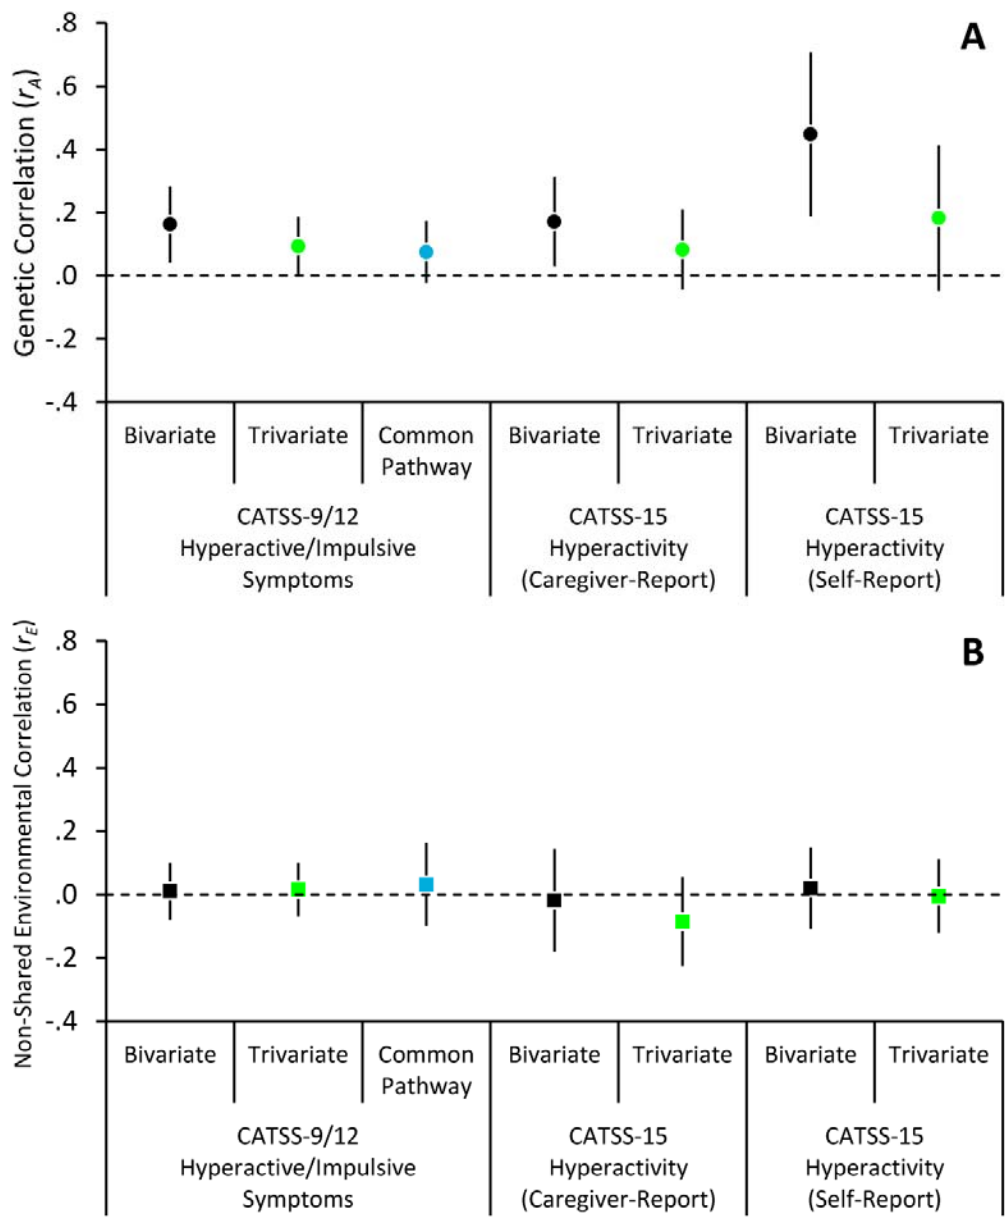 A
Genetic Correlation (rA)
.8
.6
.4
.2
.0
-.2
-.4
Bivariate
Trivariate
Common
Pathway
Bivariate
Trivariate
Bivariate
Trivariate
CATSS-9/12
Hyperactive/Impulsive
Symptoms
CATSS-15
Hyperactivity
(Caregiver-Report)
CATSS-15
Hyperactivity
(Self-Report)
B
Non-Shared Environmental Correlation (rE)
.8
.6
.4
.2
.0
-.2
-.4
Bivariate
Trivariate
Common
Pathway
Bivariate
Trivariate
Bivariate
Trivariate
CATSS-9/12
Hyperactive/Impulsive
Symptoms
CATSS-15
Hyperactivity
(Caregiver-Report)
CATSS-15
Hyperactivity
(Self-Report)